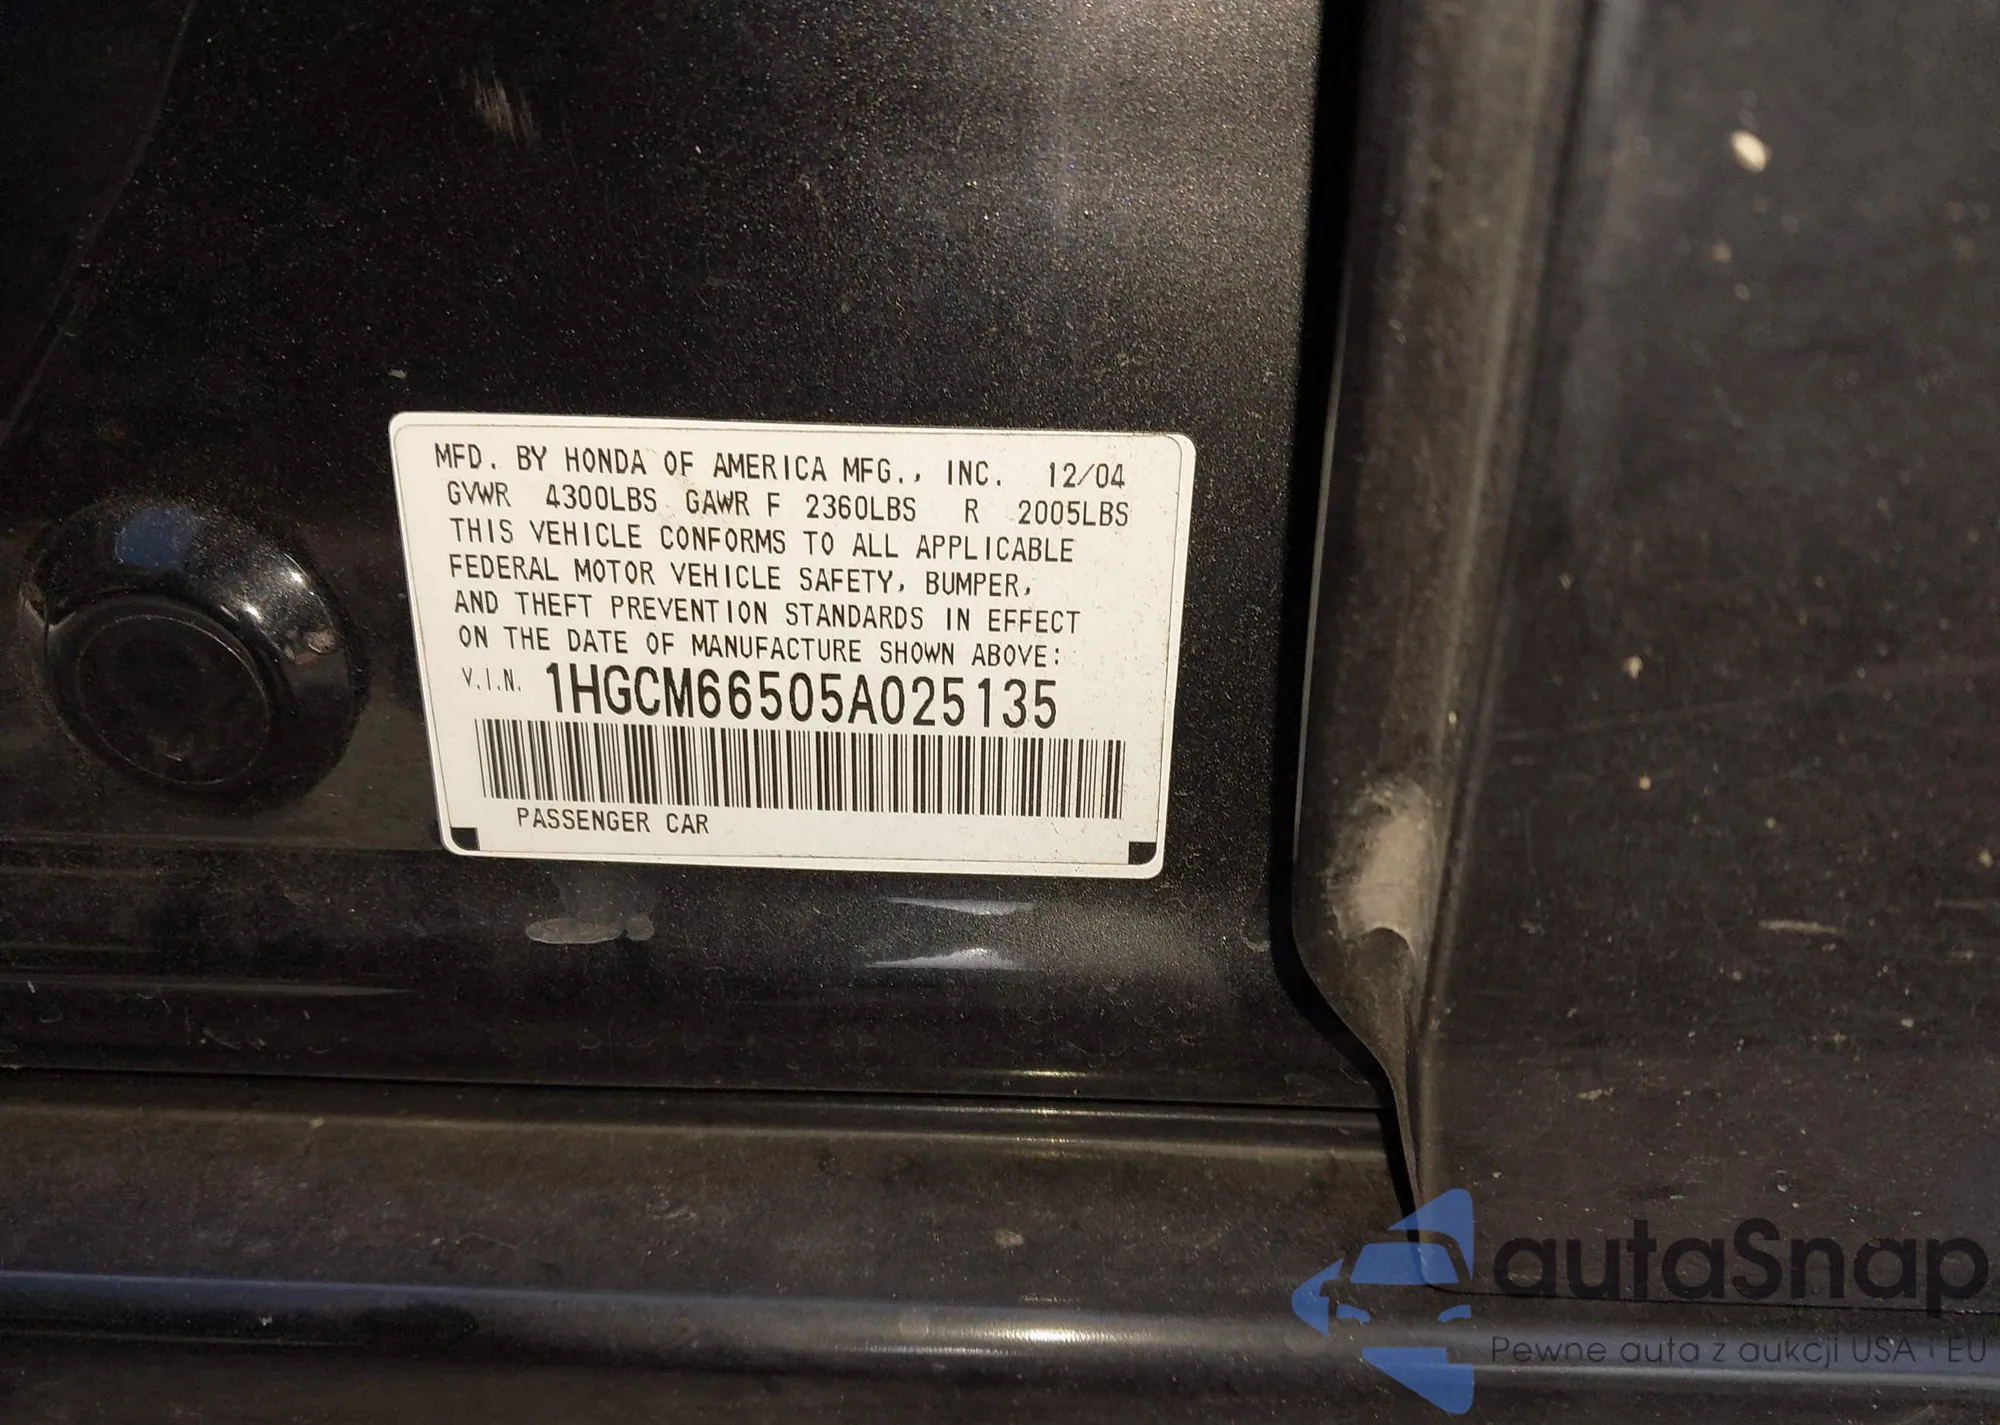 MFD. BY HONDA OF AMERICA MFG., INC. 12/04
GVWR 4300LBS GAWR F 2360LBS R 2005LBS
THIS VEHICLE CONFORMS TO ALL APPLICABLE
FEDERAL MOTOR VEHICLE SAFETY, BUMPER,
AND THEFT PREVENTION STANDARDS IN EFFECT
ON THE DATE OF MANUFACTURE SHOWN ABOVE:
V.I.N. 1HGCM66505A025135
PASSENGER CAR
autaSnap
Pewne auta z aukcji USA i EU